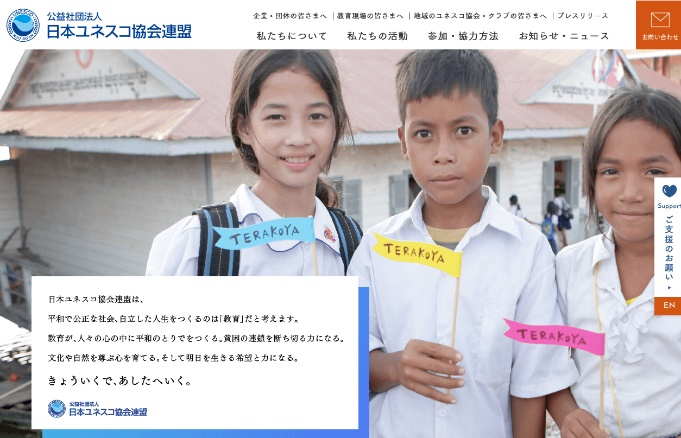 公益社団法人
日本ユネスコ協会連盟
企業・団体の皆さまへ | 教育現場の皆さまへ | 地域のユネスコ協会・クラブの皆さまへ | プレスリリース
私たちについて 私たちの活動 参加・協力方法 お知らせ・ニュース
お問い合わせ
TERAKOYA
TERAKOYA
TERAKOYA
Support
ご支援のお願い
EN
日本ユネスコ協会連盟は、
平和で公正な社会、自立した人生をつくるのは「教育」だと考えます。
教育が、人々の心の中に平和のとりでをつくる。貧困の連鎖を断ち切る力になる。
文化や自然を尊ぶ心を育てる。そして明日を生きる希望と力になる。
きょういくで、あしたへいく。
公益社団法人
日本ユネスコ協会連盟